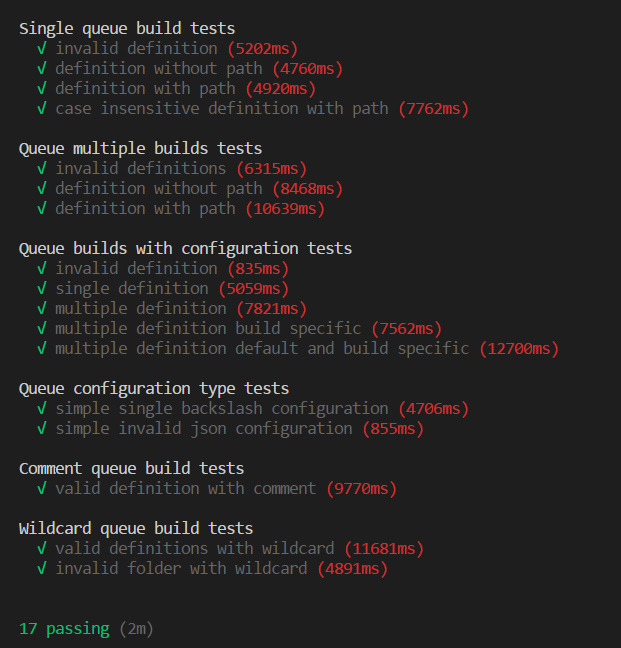 Single queue build tests
√ invalid definition (5202ms)
√ definition without path (4760ms)
√ definition with path (4920ms)
√ case insensitive definition with path (7762ms)
Queue multiple builds tests
√ invalid definitions (6315ms)
√ definition without path (8468ms)
√ definition with path (10639ms)
Queue builds with configuration tests
√ invalid definition (835ms)
√ single definition (5059ms)
√ multiple definition (7821ms)
√ multiple definition build specific (7562ms)
√ multiple definition default and build specific (12700ms)
Queue configuration type tests
√ simple single backslash configuration (4706ms)
√ simple invalid json configuration (855ms)
Comment queue build tests
√ valid definition with comment (9770ms)
Wildcard queue build tests
√ valid definitions with wildcard (11681ms)
√ invalid folder with wildcard (4891ms)
17 passing (2m)